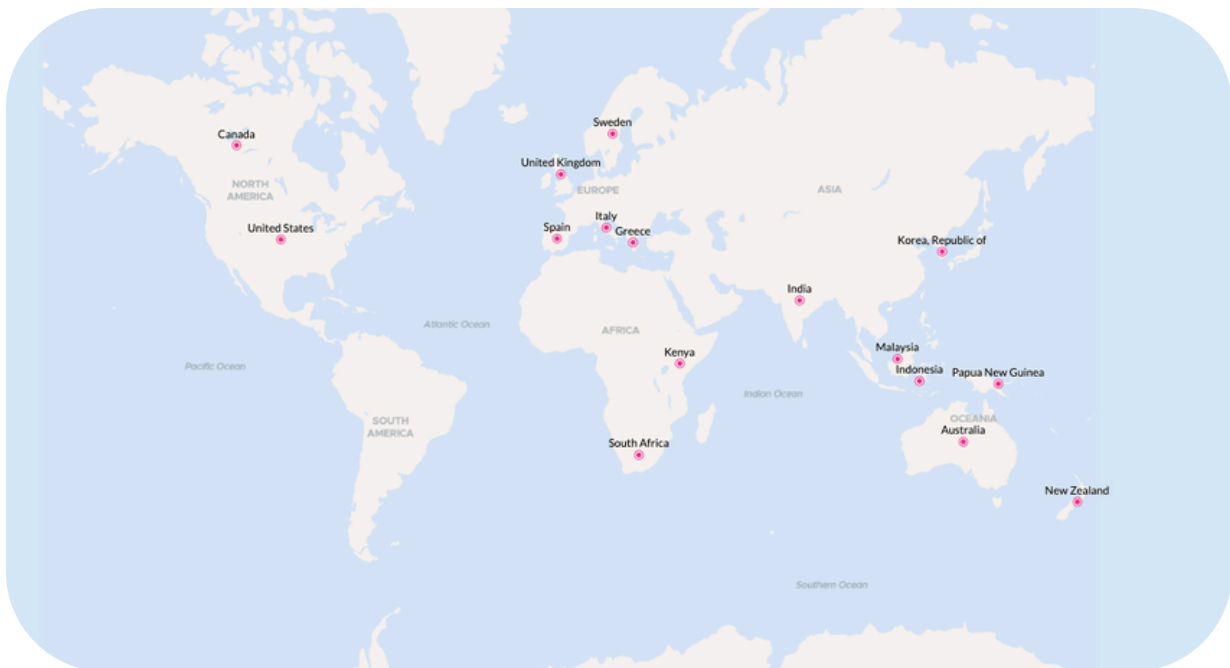 Sweden
Canada
United Kingdom
NORTH
AMERICA
EUROPE
ASIA
Italy
United States
Spain
Greece
Korea, Republic of
India
Atlantic Ocean
AFRICA
Malaysia
Kenya
Pacific Ocean
Indonesia
Papua New Guinea
Indian Ocean
SOUTH
AMERICA
OCEANIA
Australia
South Africa
New Zealand
Southern Ocean